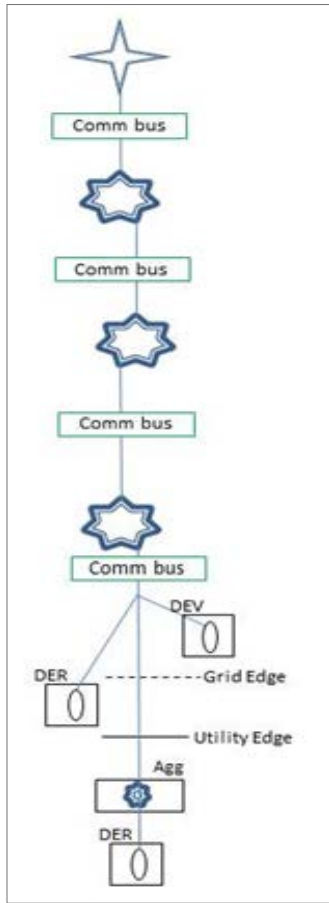 Comm bus
Comm bus
Comm bus
Comm bus
DEV
DER
Grid Edge
Utility Edge
Agg
DER